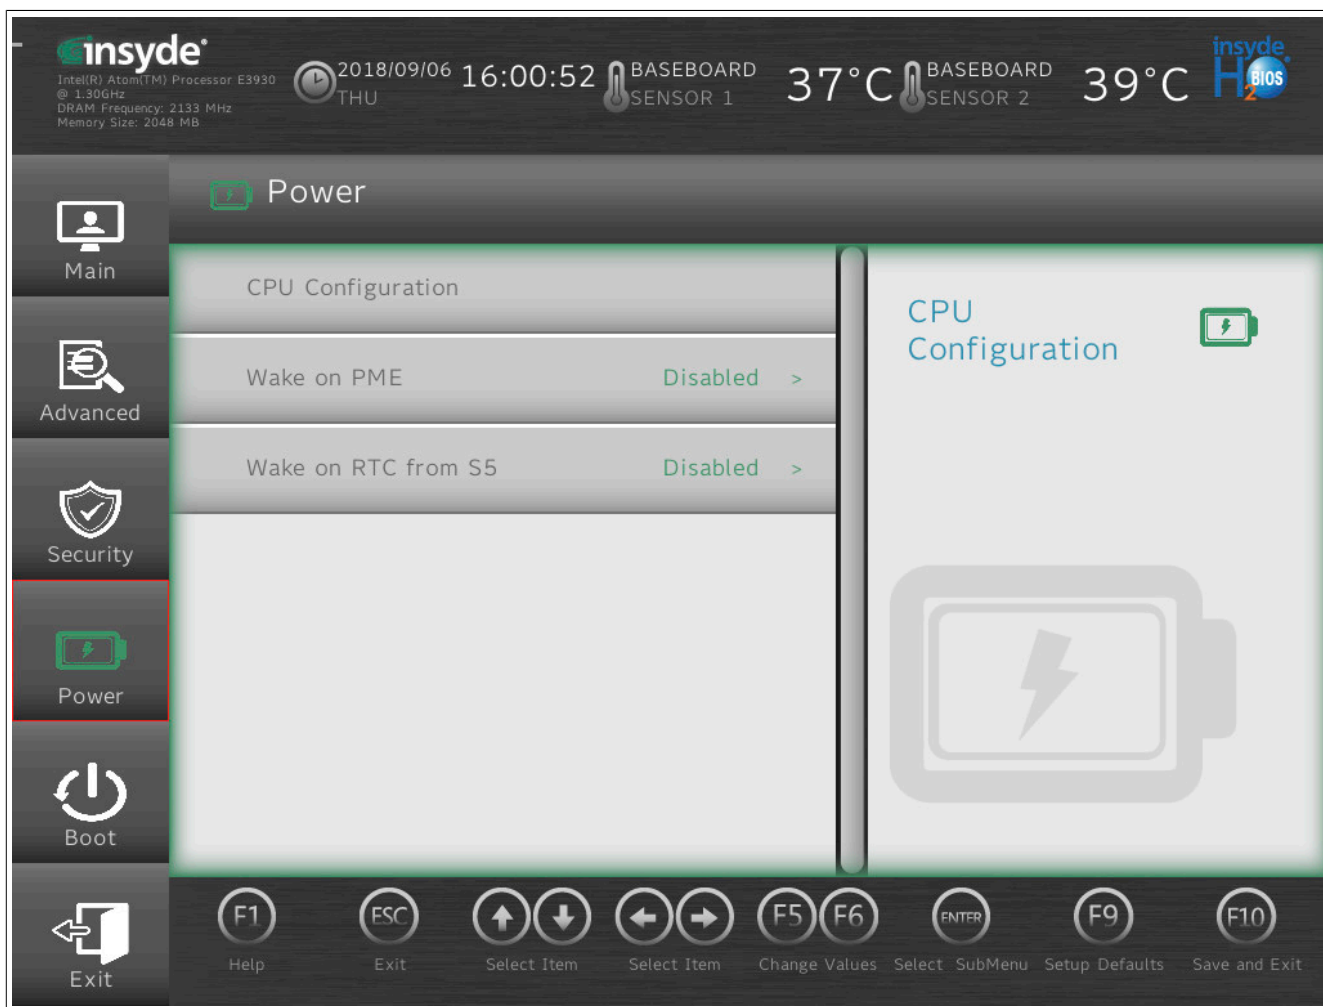 insyde
Intel(R) Atom(TM) Processor E3930
@ 1.30GHz
DRAM Frequency: 2133 MHz
Memory Size: 2048 MB
2018/09/06
THU
16:00:52
BASEBOARD
SENSOR 1
37°C
BASEBOARD
SENSOR 2
39°C
insyde
H2
BIOS
Main
Advanced
Security
Power
Boot
Exit
Power
CPU Configuration
Wake on PME Disabled >
Wake on RTC from S5 Disabled >
CPU
Configuration
F1 ESC F5 F6 ENTER F9 F10
Help Exit Select Item Select Item Change Values Select SubMenu Setup Defaults Save and Exit